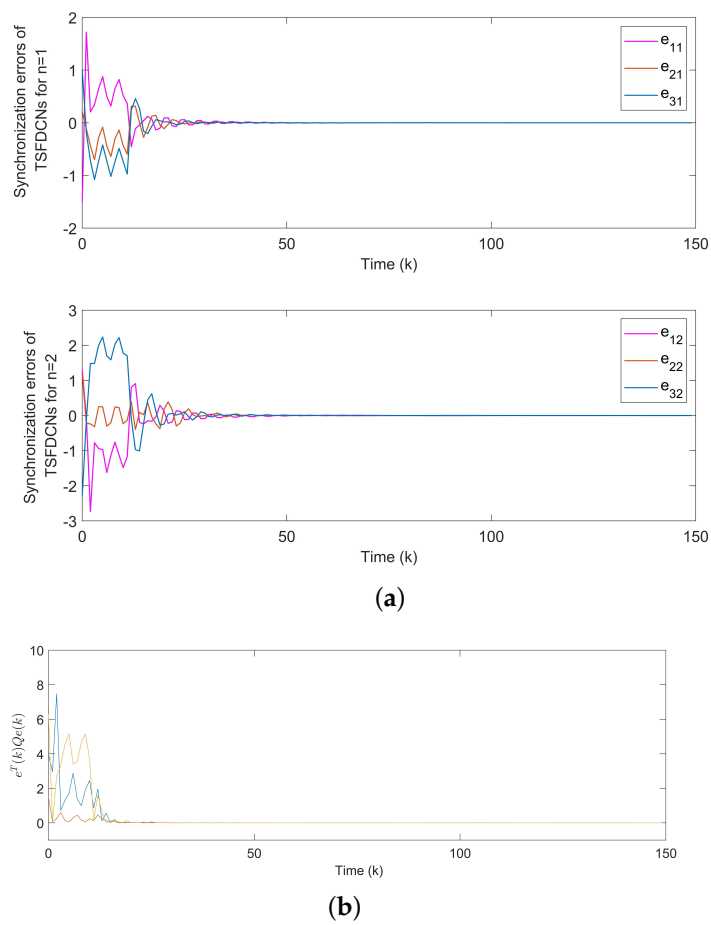 Synchronization errors of
TSFDCNs for n=1
2
1
0
-1
-2
0
50
100
150
Time (k)
e11
e21
e31
Synchronization errors of
TSFDCNs for n=2
3
2
1
0
-1
-2
-3
0
50
100
150
Time (k)
e12
e22
e32
(a)
e^T(k)Qe(k)
10
8
6
4
2
0
0
50
100
150
Time (k)
(b)